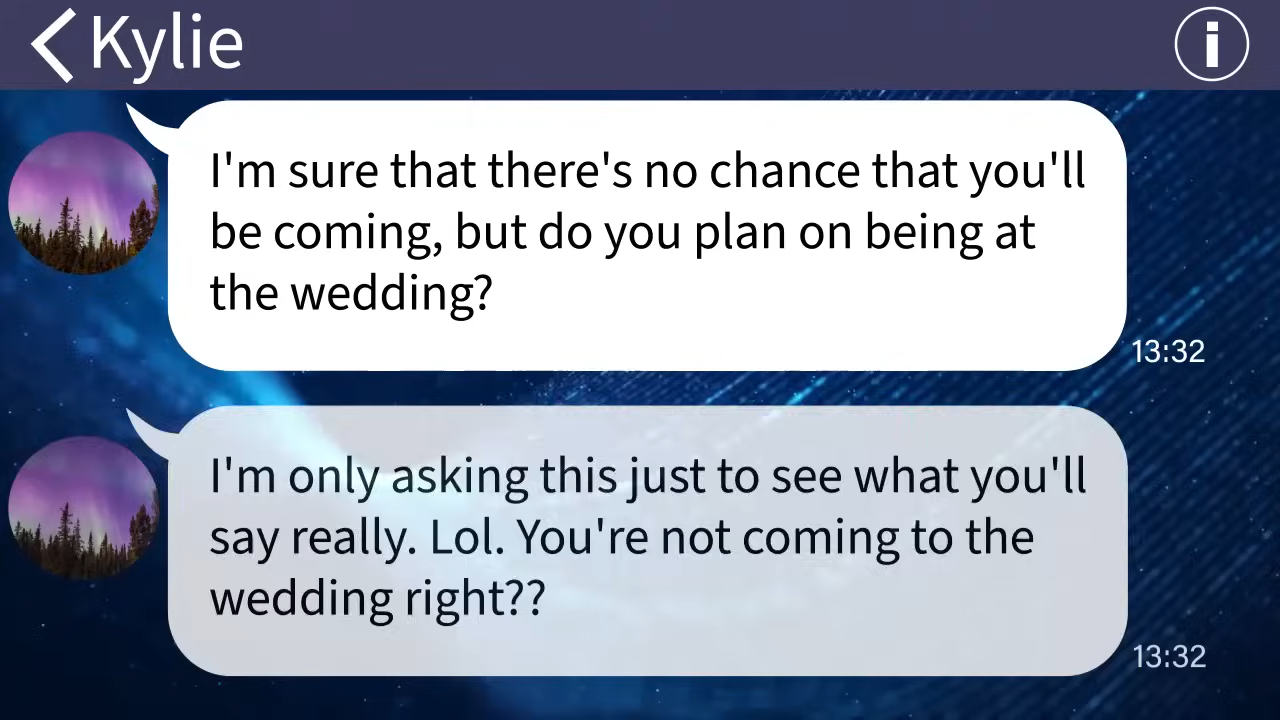 Kylie
I'm sure that there's no chance that you'll
be coming, but do you plan on being at
the wedding?
13:32
I'm only asking this just to see what you'll
say really. Lol. You're not coming to the
wedding right??
13:32